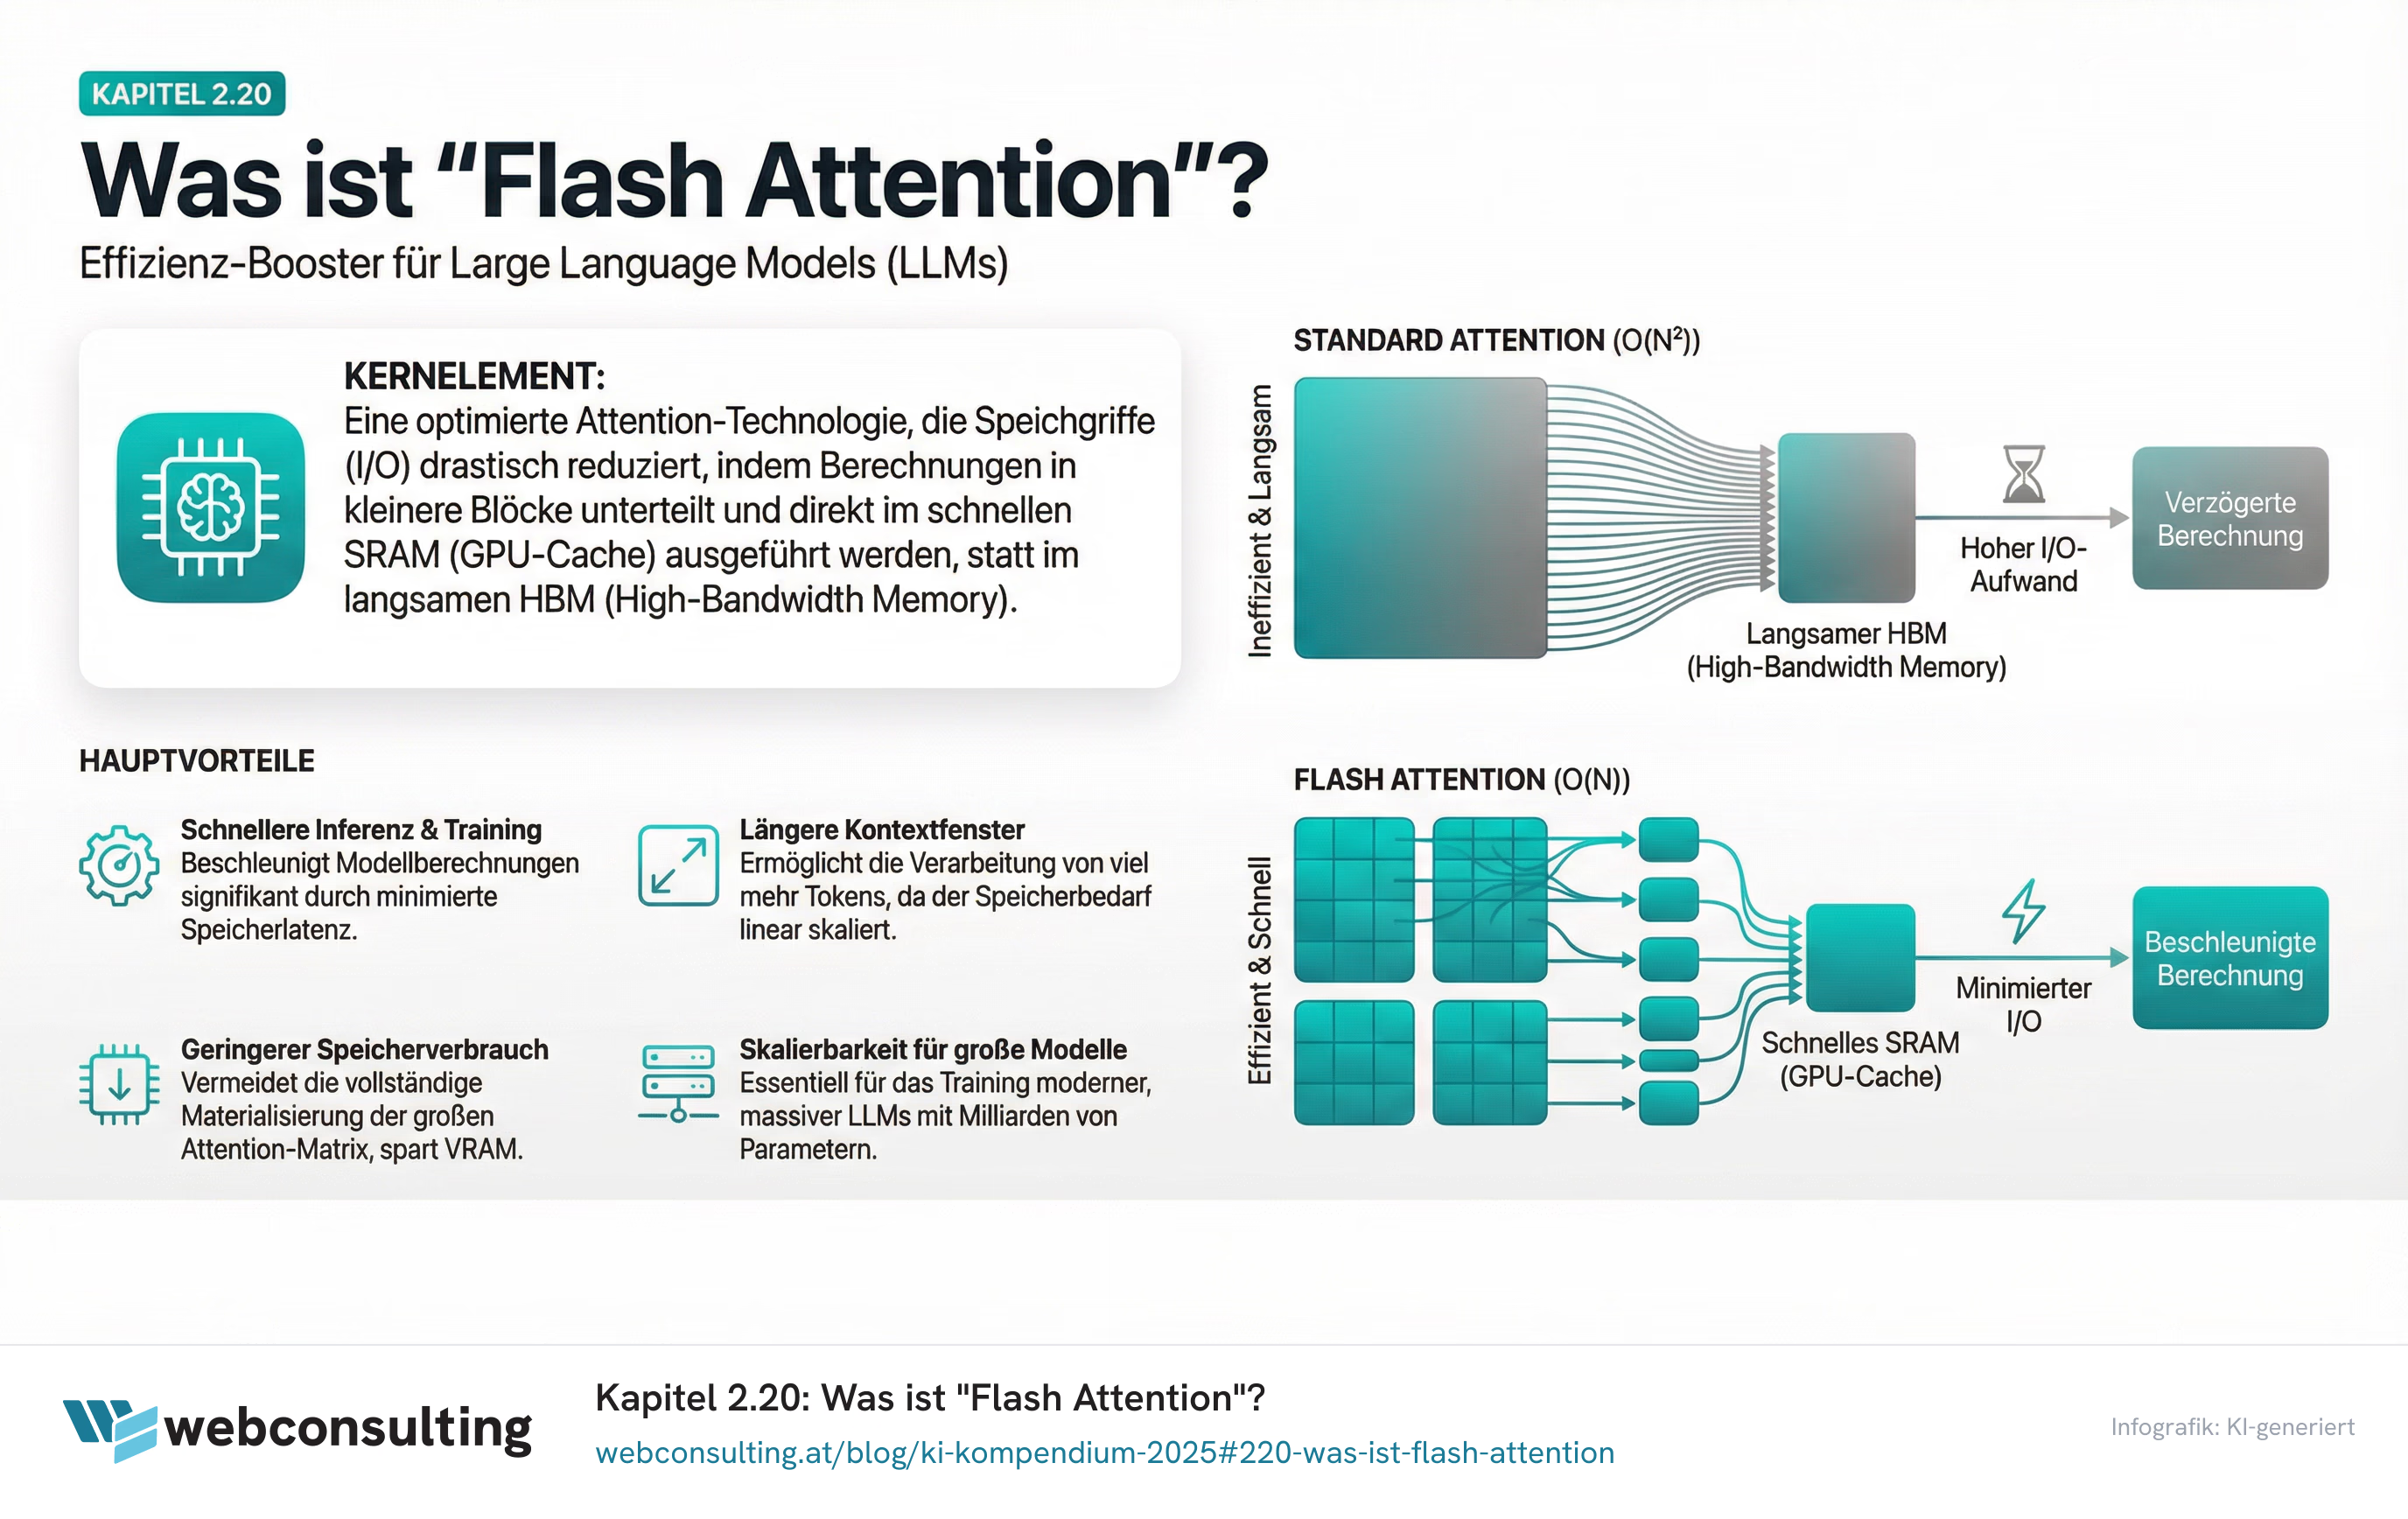 KAPITEL 2.20
Was ist “Flash Attention”?
Effizienz-Booster für Large Language Models (LLMs)
KERNELEMENT:
Eine optimierte Attention-Technologie, die Speichgriffe
(I/O) drastisch reduziert, indem Berechnungen in
kleinere Blöcke unterteilt und direkt im schnellen
SRAM (GPU-Cache) ausgeführt werden, statt im
langsamen HBM (High-Bandwidth Memory).
HAUPTVORTEILE
Schnellere Inferenz & Training
Beschleunigt Modellberechnungen
signifikant durch minimierte
Speicherlatenz.
Längere Kontextfenster
Ermöglicht die Verarbeitung von viel
mehr Tokens, da der Speicherbedarf
linear skaliert.
Geringerer Speicherverbrauch
Vermeidet die vollständige
Materialisierung der großen
Attention-Matrix, spart VRAM.
Skalierbarkeit für große Modelle
Essentiell für das Training moderner,
massiver LLMs mit Milliarden von
Parametern.
STANDARD ATTENTION (O(N²))
Ineffizient & Langsam
Langsamer HBM
(High-Bandwidth Memory)
Hoher I/O-
Aufwand
Verzögerte
Berechnung
FLASH ATTENTION (O(N))
Effizient & Schnell
Schnelles SRAM
(GPU-Cache)
Minimierter
I/O
Beschleunigte
Berechnung
webconsulting
Kapitel 2.20: Was ist "Flash Attention"?
webconsulting.at/blog/ki-kompendium-2025#220-was-ist-flash-attention
Infografik: KI-generiert